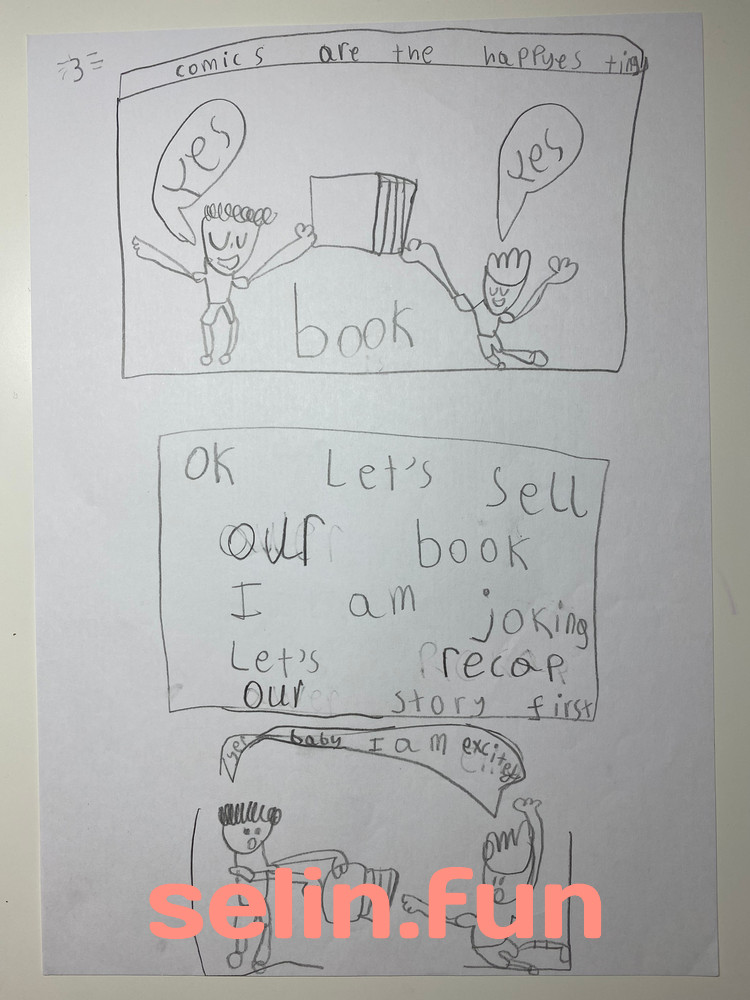 =3=
comics are the happyes ting
yes
yes
book
OK Let's sell
our book
I am joking
Let's recap
our story first
yes baby I am excited
selin.fun